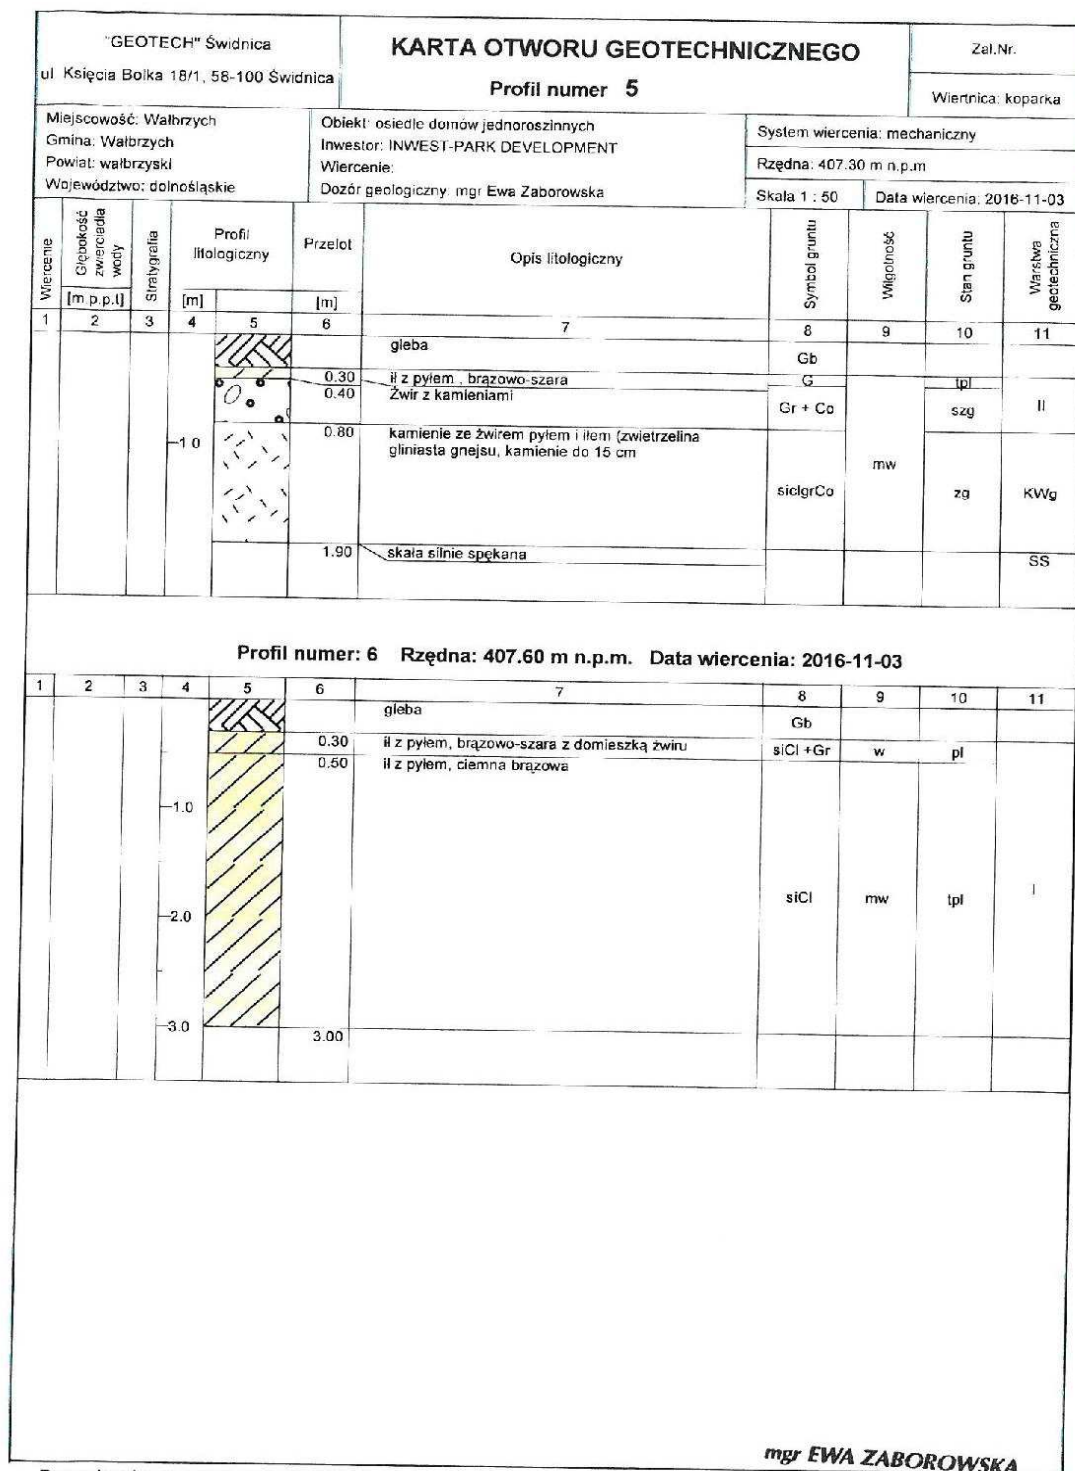 "GEOTECH" Świdnica
ul Księcia Bolka 18/1, 58-100 Świdnica
KARTA OTWORU GEOTECHNICZNEGO
Profil numer 5
Zal.Nr.
Wiertnica: koparka
Miejscowość: Wałbrzych
Gmina: Wałbrzych
Powiat: wałbrzyski
Województwo: dolnośląskie
Obiekt: osiedle domów jednoroszinnych
Inwestor: INWEST-PARK DEVELOPMENT
Wiercenie:
Dozór geologiczny: mgr Ewa Zaborowska
System wiercenia: mechaniczny
Rzędna: 407.30 m n.p.m
Skala 1 : 50 Data wiercenia: 2016-11-03
Wiercenie
Głębokość zwierciadła wody
[m.p.p.t]
Stratygrafia
Profil litologiczny
[m]
Przelot
[m]
Opis litologiczny
Symbol gruntu
Wilgotność
Stan gruntu
Warstwa geotechniczna
1 2 3 4 5 6 7 8 9 10 11
gleba Gb
0.30 ił z pyłem , brązowo-szara G tpl
0.40 Żwir z kamieniami Gr + Co szg II
1.0 0.80 kamienie ze żwirem pyłem i iłem (zwietrzelina
gliniasta gnejsu, kamienie do 15 cm
siclgrCo mw zg KWg
1.90 skała silnie spękana SS
Profil numer: 6 Rzędna: 407.60 m n.p.m. Data wiercenia: 2016-11-03
1 2 3 4 5 6 7 8 9 10 11
gleba Gb
0.30 ił z pyłem, brązowo-szara z domieszką żwiru siCl +Gr w pl
0.50 ił z pyłem, ciemna brązowa
1.0
siCl mw tpl I
2.0
3.0 3.00
mgr EWA ZABOROWSKA